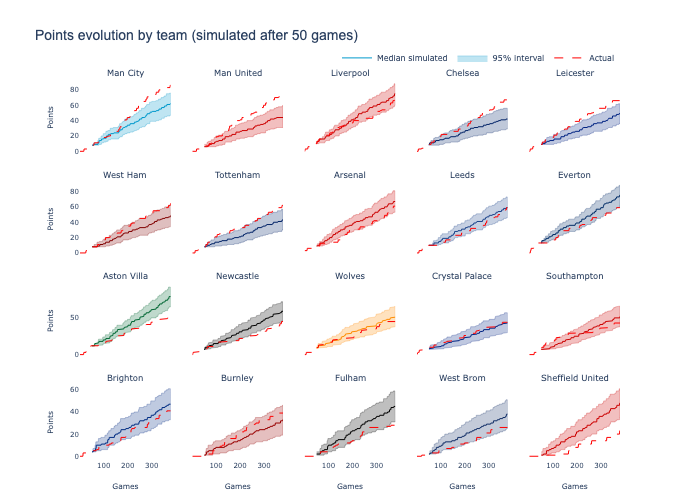 Points evolution by team (simulated after 50 games)
Median simulated 95% interval Actual
Man City Man United Liverpool Chelsea Leicester
80
60
40
20
0
Points
West Ham Tottenham Arsenal Leeds Everton
80
60
40
20
0
Points
Aston Villa Newcastle Wolves Crystal Palace Southampton
50
0
Points
Brighton Burnley Fulham West Brom Sheffield United
60
40
20
0
Points
100 200 300 100 200 300 100 200 300 100 200 300 100 200 300
Games Games Games Games Games